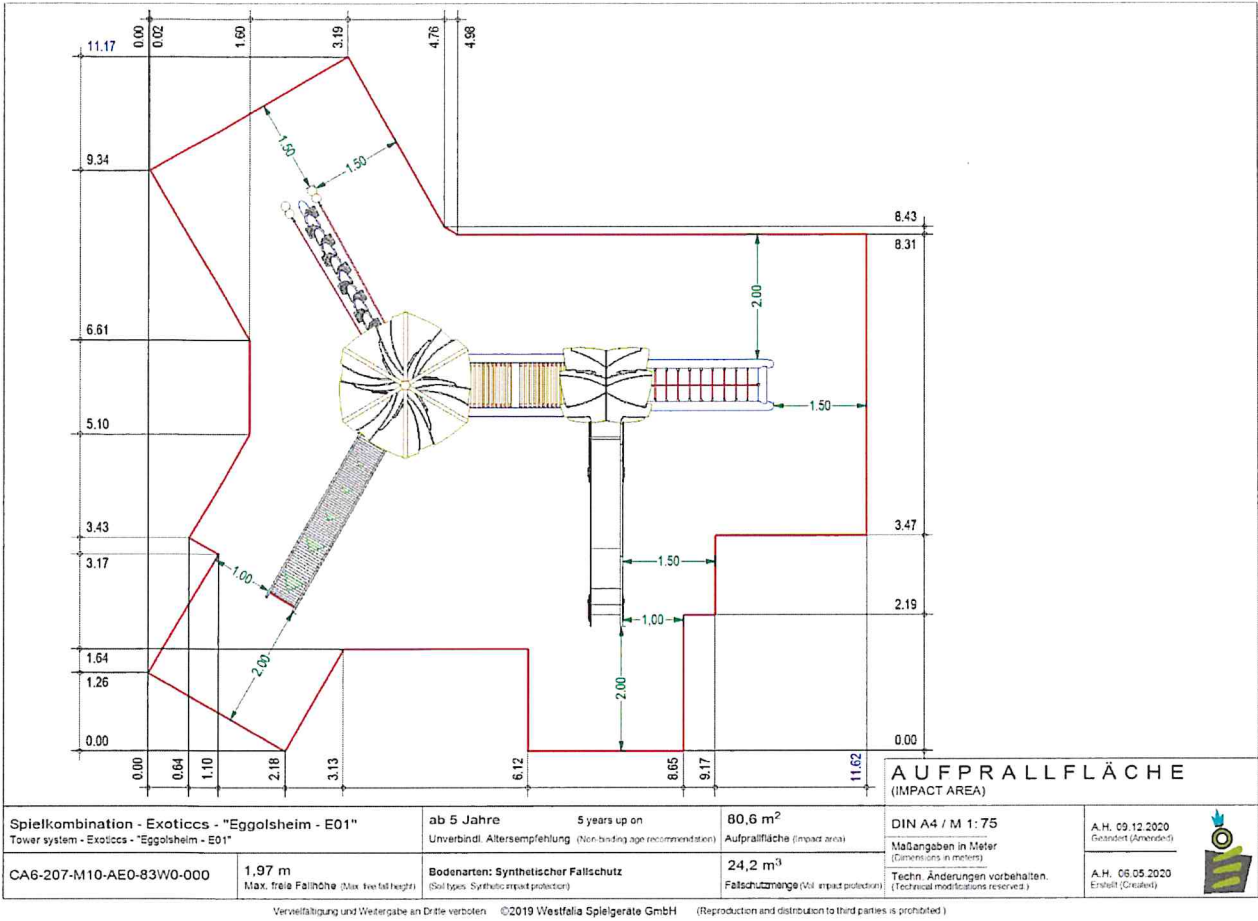 0.00
0.02
1.60
3.19
4.76
4.98
11.17
9.34
6.61
5.10
3.43
3.17
1.64
1.26
0.00
1.50
1.50
2.00
1.50
1.50
1.00
2.00
1.00
2.00
8.43
8.31
3.47
2.19
0.00
0.00
0.64
1.10
2.18
3.13
6.12
8.65
9.17
11.62
AUFPRALLFLÄCHE
(IMPACT AREA)
Spielkombination - Exoticcs - "Eggolsheim - E01"
Tower system - Exoticcs - "Eggolsheim - E01"
ab 5 Jahre 5 years up on
Unverbindl. Altersempfehlung (Non-binding age recommendation)
80,6 m²
Aufprallfläche (Impact area)
DIN A4 / M 1:75
Maßangaben in Meter
(Dimensions in meters)
A.H. 09.12.2020
Geändert (Amended)
CA6-207-M10-AE0-83W0-000
1,97 m
Max. freie Fallhöhe (Max. free fall height)
Bodenarten: Synthetischer Fallschutz
(Soil types: Synthetic impact protection)
24,2 m³
Fallschutzmenge (Vol. impact protection)
Techn. Änderungen vorbehalten.
(Technical modifications reserved.)
A.H. 06.05.2020
Erstellt (Created)
Vervielfältigung und Weitergabe an Dritte verboten ©2019 Westfalia Spielgeräte GmbH (Reproduction and distribution to third parties is prohibited)